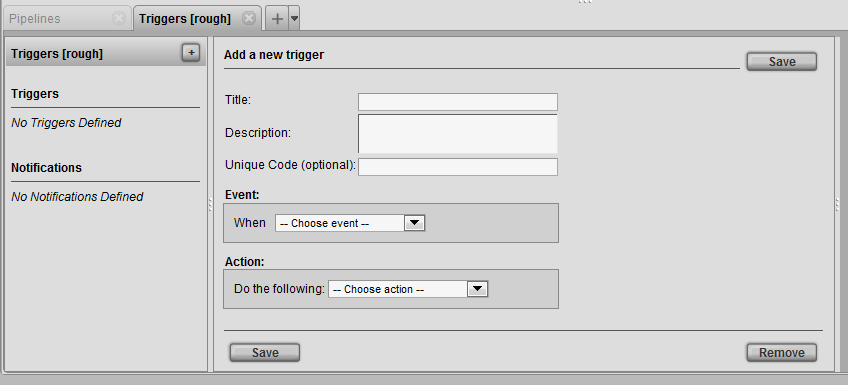 Pipelines
Triggers [rough]
+
Triggers [rough]
+
Triggers
No Triggers Defined
Notifications
No Notifications Defined
Add a new trigger
Save
Title:
Description:
Unique Code (optional):
Event:
When -- Choose event --
Action:
Do the following: -- Choose action --
Save
Remove